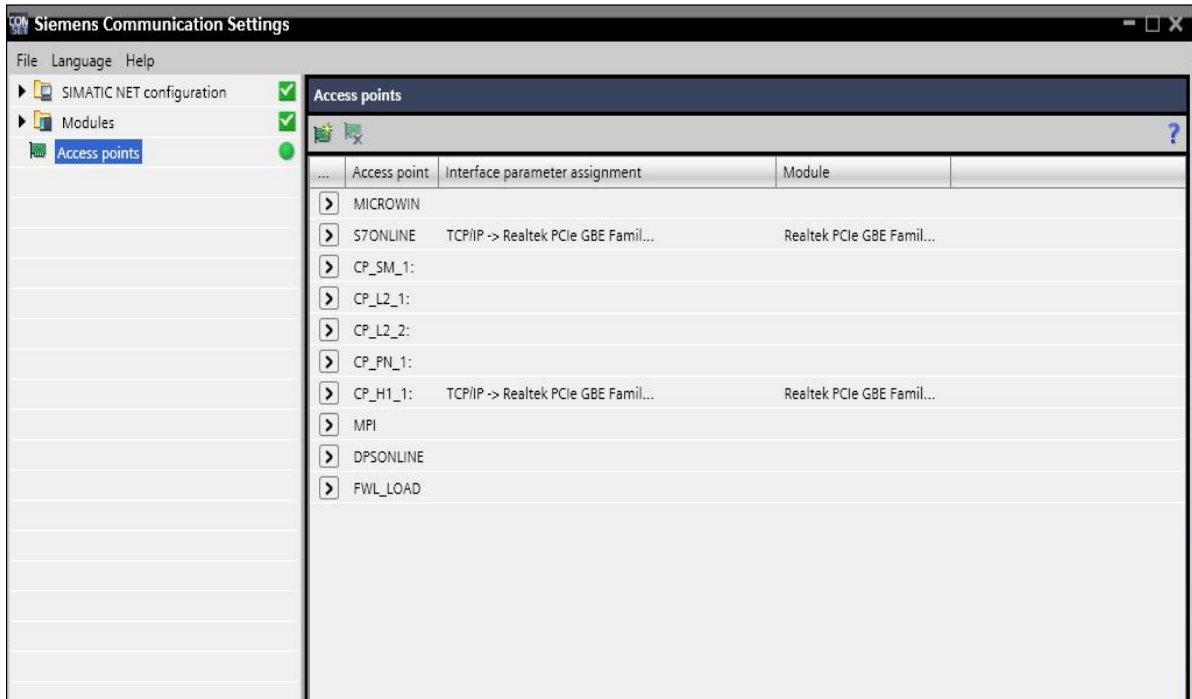 CON SET Siemens Communication Settings
File Language Help
SIMATIC NET configuration
Modules
Access points
Access points
?
... Access point Interface parameter assignment Module
MICROWIN
S7ONLINE TCP/IP -> Realtek PCIe GBE Famil... Realtek PCIe GBE Famil...
CP_SM_1:
CP_L2_1:
CP_L2_2:
CP_PN_1:
CP_H1_1: TCP/IP -> Realtek PCIe GBE Famil... Realtek PCIe GBE Famil...
MPI
DPSONLINE
FWL_LOAD